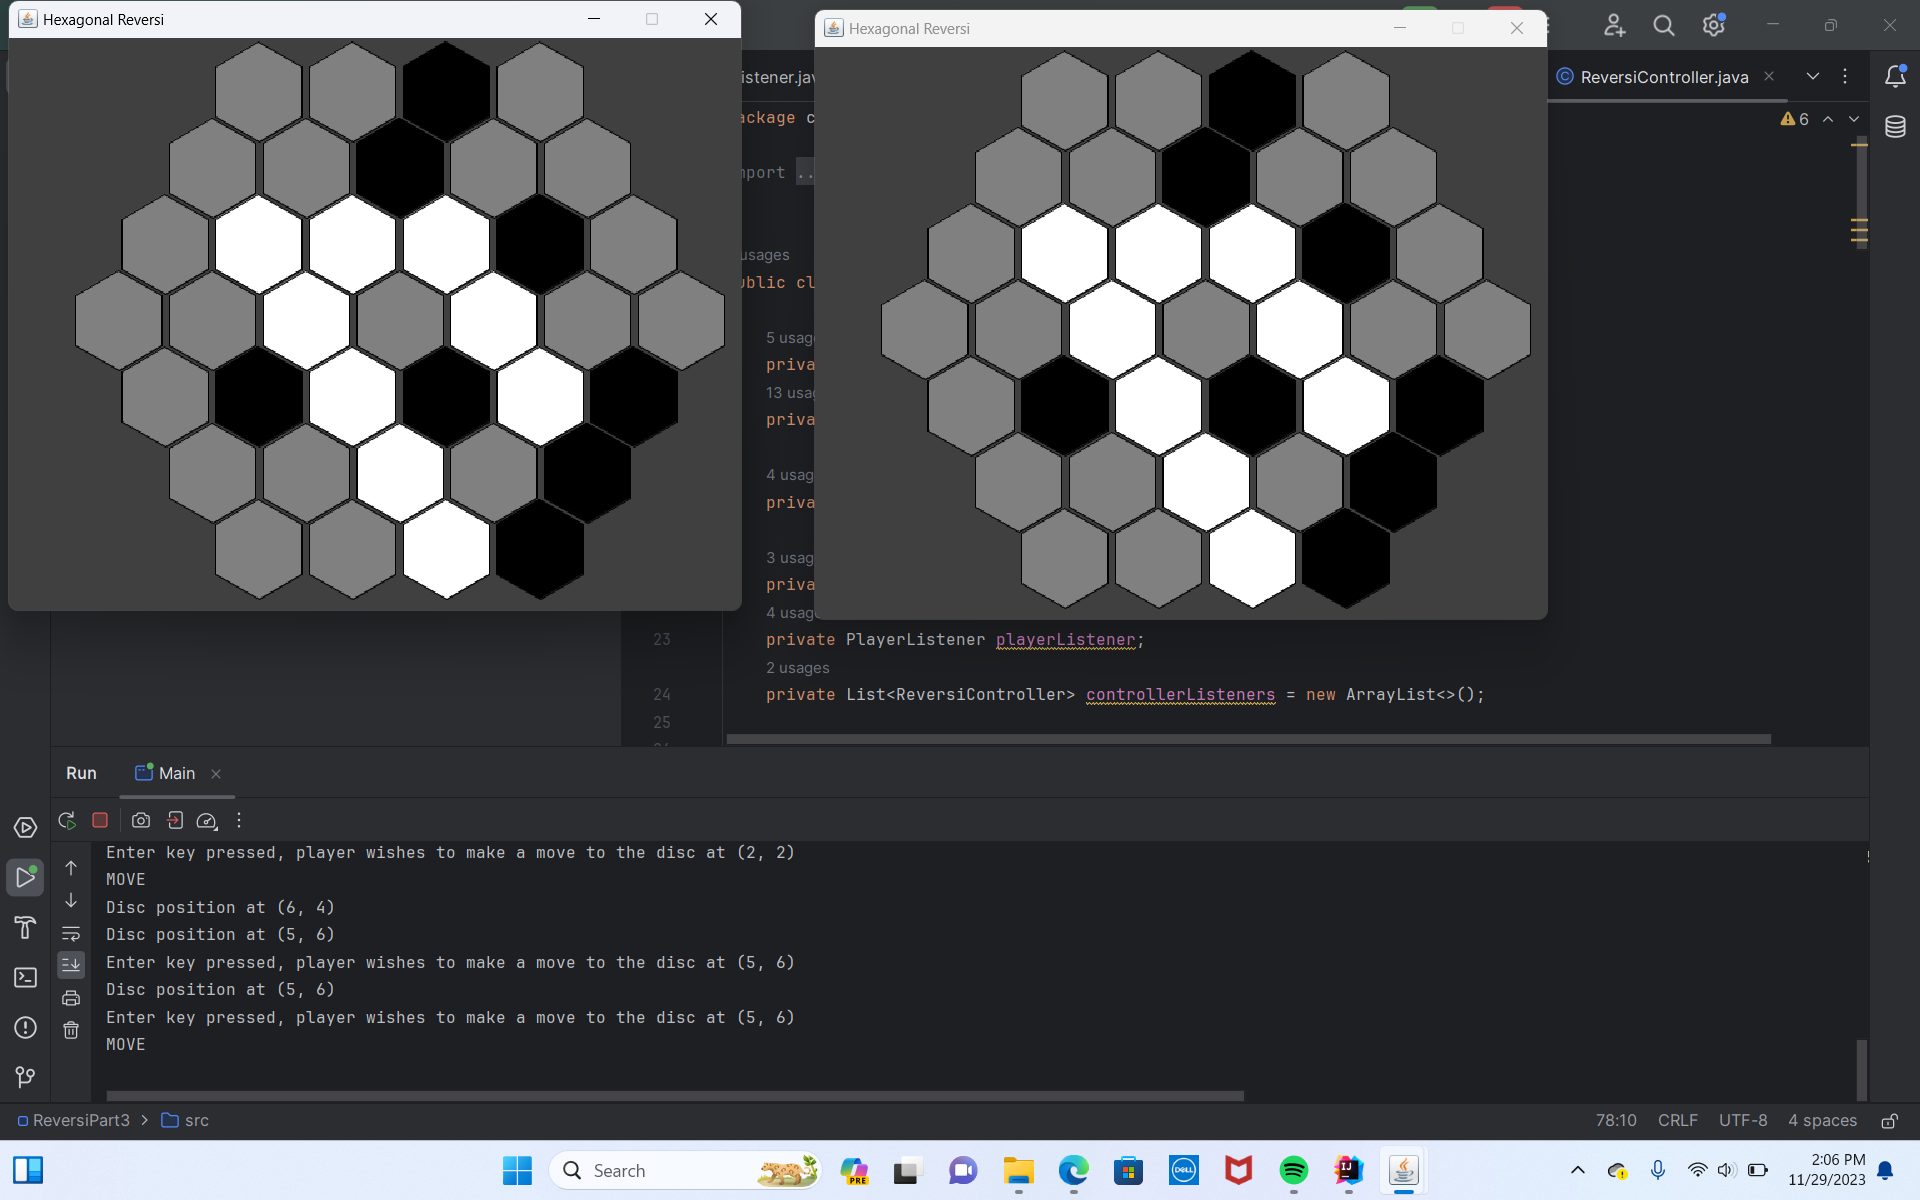 Hexagonal Reversi
Hexagonal Reversi
istener.jav
ReversiController.java
ackage c
6
mport ..
usages
ublic cl
5 usag
priva
13 usag
priva
4 usag
priva
3 usag
priva
4 usag
23 private PlayerListener playerListener;
2 usages
24 private List<ReversiController> controllerListeners = new ArrayList<>();
25
Run Main
Enter key pressed, player wishes to make a move to the disc at (2, 2)
MOVE
Disc position at (6, 4)
Disc position at (5, 6)
Enter key pressed, player wishes to make a move to the disc at (5, 6)
Disc position at (5, 6)
Enter key pressed, player wishes to make a move to the disc at (5, 6)
MOVE
ReversiPart3 > src
78:10 CRLF UTF-8 4 spaces
Search
PRE
DELL
IJ
2:06 PM
11/29/2023